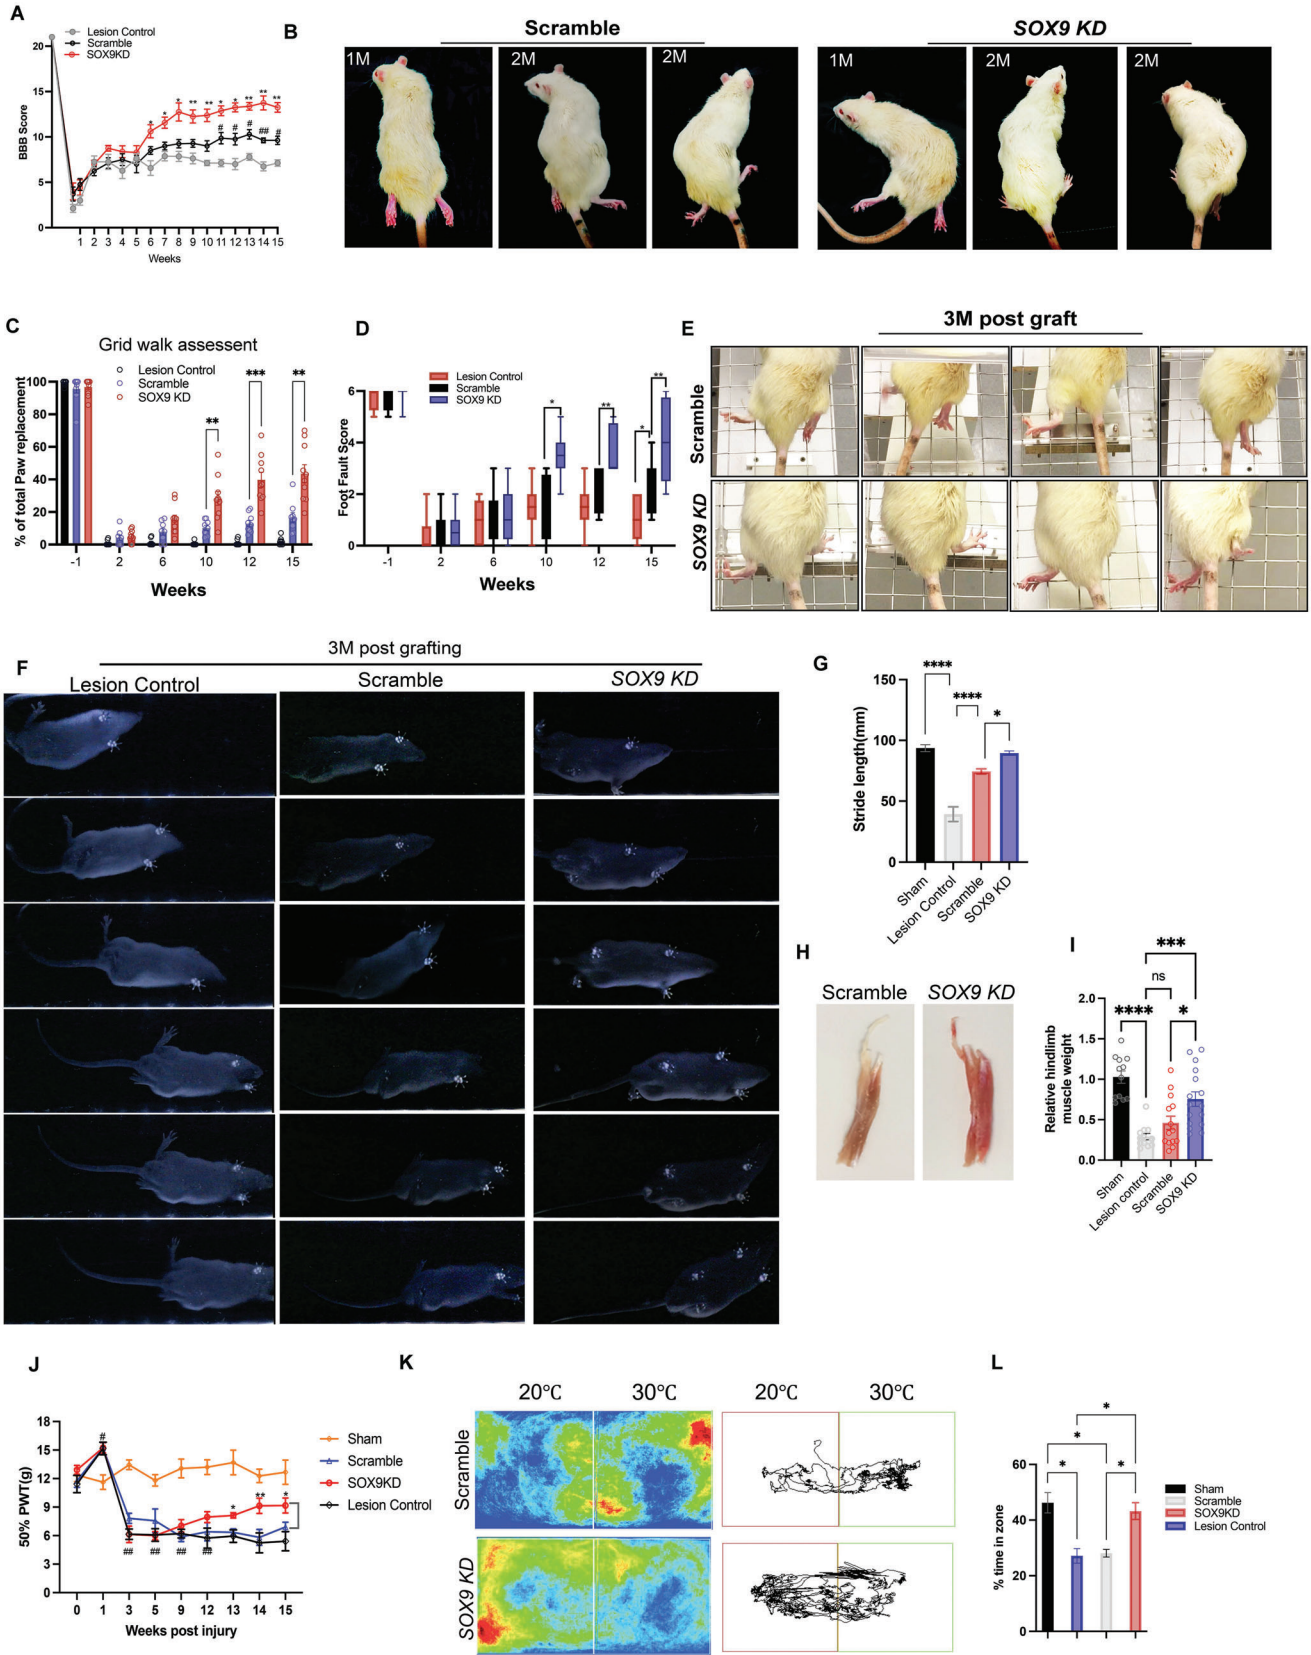 A
Lesion Control
Scramble
SOX9KD
BBB Score
20
15
10
5
0
* * * ** ** * * ** ** **
# # # ## #
1 2 3 4 5 6 7 8 9 10 11 12 13 14 15
Weeks
B
Scramble
SOX9 KD
1M
2M
2M
1M
2M
2M
C
Grid walk assessent
Lesion Control
Scramble
SOX9 KD
% of total Paw replacement
100
80
60
40
20
0
**
***
**
-1 2 6 10 12 15
Weeks
D
Lesion Control
Scramble
SOX9 KD
Foot Fault Score
6
4
2
0
*
**
*
**
-1 2 6 10 12 15
Weeks
E
3M post graft
Scramble
SOX9 KD
F
3M post grafting
Lesion Control
Scramble
SOX9 KD
G
Stride length(mm)
150
100
50
0
****
****
*
Sham
Lesion Control
Scramble
SOX9 KD
H
Scramble
SOX9 KD
I
Relative hindlimb
muscle weight
2.0
1.5
1.0
0.5
0.0
***
ns
****
*
Sham
Lesion control
Scramble
SOX9 KD
J
50% PWT(g)
18
15
12
9
6
3
0
#
## ## ## ##
* ** *
0 1 3 5 9 12 13 14 15
Weeks post injury
Sham
Scramble
SOX9KD
Lesion Control
K
20℃
30℃
20℃
30℃
Scramble
SOX9 KD
L
% time in zone
60
40
20
0
*
*
*
*
Sham
Scramble
SOX9KD
Lesion Control